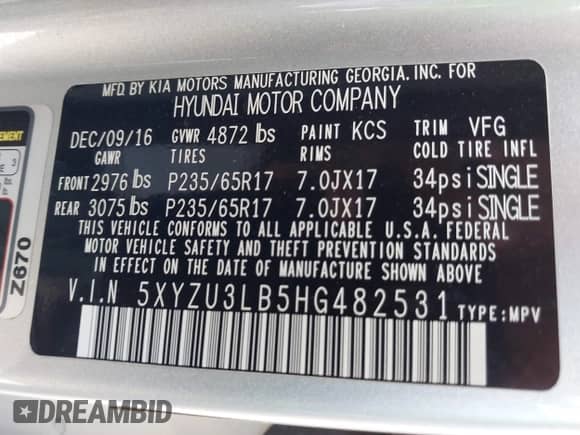 MFD. BY KIA MOTORS MANUFACTURING GEORGIA, INC. FOR
HYUNDAI MOTOR COMPANY
DEC/09/16 GVWR 4872 lbs PAINT KCS TRIM VFG
GAWR TIRES RIMS COLD TIRE INFL
FRONT 2976 lbs P235/65R17 7.0JX17 34psi SINGLE
REAR 3075 lbs P235/65R17 7.0JX17 34psi SINGLE
THIS VEHICLE CONFORMS TO ALL APPLICABLE U.S.A. FEDERAL
MOTOR VEHICLE SAFETY AND THEFT PREVENTION STANDARDS
IN EFFECT ON THE DATE OF MANUFACTURE SHOWN ABOVE.
V.I.N 5XYZU3LB5HG482531 TYPE:MPV
Z670
3
DREAMBID